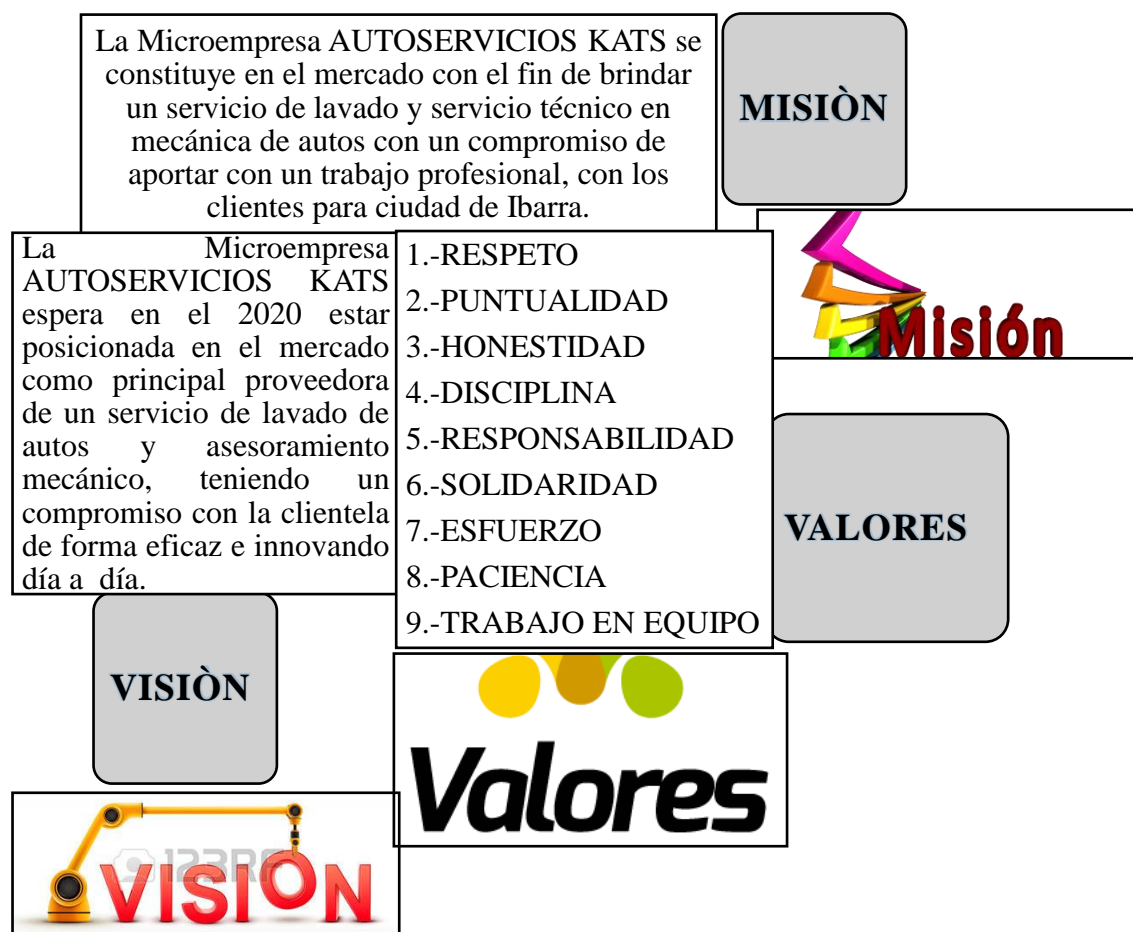 La Microempresa AUTOSERVICIOS KATS se
constituye en el mercado con el fin de brindar
un servicio de lavado y servicio técnico en
mecánica de autos con un compromiso de
aportar con un trabajo profesional, con los
clientes para ciudad de Ibarra.
MISIÒN
Misión
La Microempresa
AUTOSERVICIOS KATS
espera en el 2020 estar
posicionada en el mercado
como principal proveedora
de un servicio de lavado de
autos y asesoramiento
mecánico, teniendo un
compromiso con la clientela
de forma eficaz e innovando
día a día.
1.-RESPETO
2.-PUNTUALIDAD
3.-HONESTIDAD
4.-DISCIPLINA
5.-RESPONSABILIDAD
6.-SOLIDARIDAD
7.-ESFUERZO
8.-PACIENCIA
9.-TRABAJO EN EQUIPO
VALORES
VISIÒN
Valores
123RF
VISION